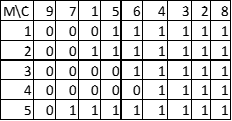 M\C 9 7 1 5 6 4 3 2 8
1 0 0 0 1 1 1 1 1 1
2 0 0 1 1 1 1 1 1 1
3 0 0 0 0 1 1 1 1 1
4 0 0 0 0 0 1 1 1 1
5 0 1 1 1 1 1 1 1 1